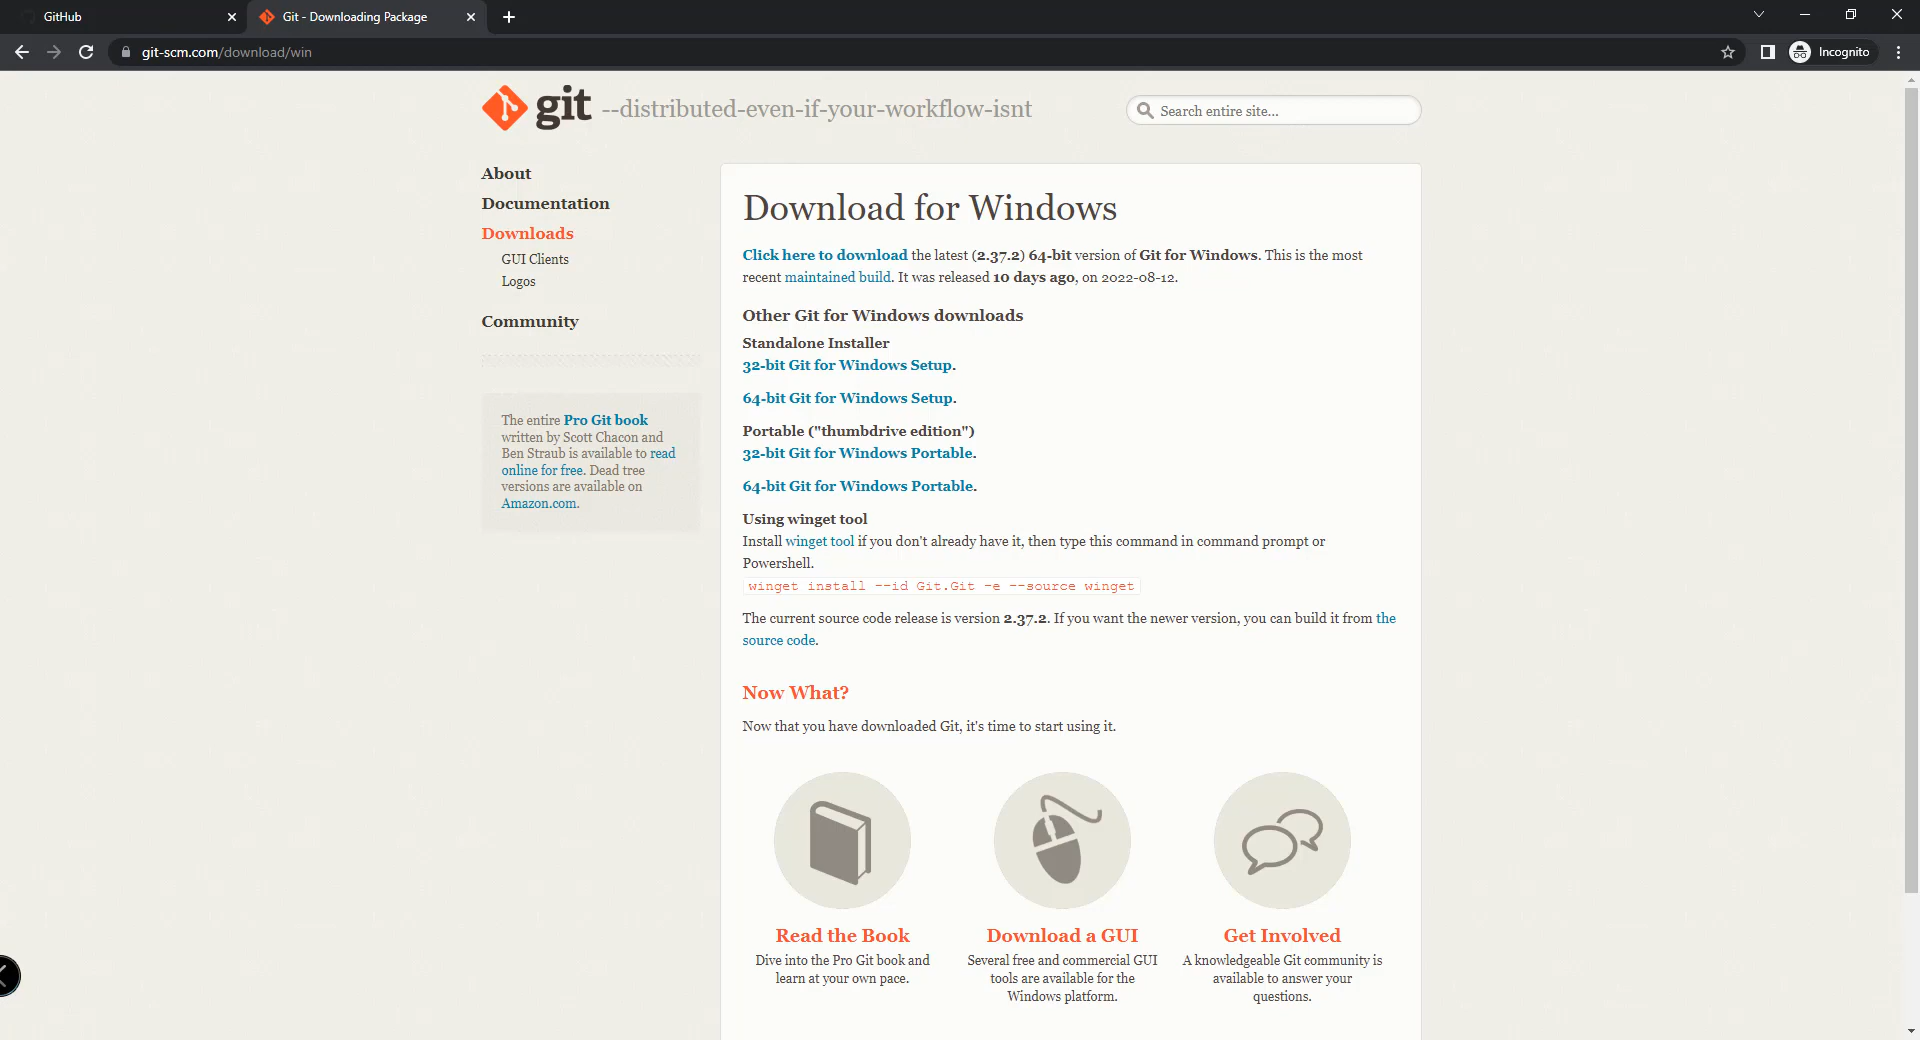 GitHub
Git - Downloading Package
git-scm.com/download/win
Incognito
git --distributed-even-if-your-workflow-isnt
Search entire site...
About
Documentation
Downloads
GUI Clients
Logos
Community
The entire Pro Git book
written by Scott Chacon and
Ben Straub is available to read
online for free. Dead tree
versions are available on
Amazon.com.
Download for Windows
Click here to download the latest (2.37.2) 64-bit version of Git for Windows. This is the most
recent maintained build. It was released 10 days ago, on 2022-08-12.
Other Git for Windows downloads
Standalone Installer
32-bit Git for Windows Setup.
64-bit Git for Windows Setup.
Portable ("thumbdrive edition")
32-bit Git for Windows Portable.
64-bit Git for Windows Portable.
Using winget tool
Install winget tool if you don't already have it, then type this command in command prompt or
Powershell.
winget install --id Git.Git -e --source winget
The current source code release is version 2.37.2. If you want the newer version, you can build it from the
source code.
Now What?
Now that you have downloaded Git, it's time to start using it.
Read the Book
Dive into the Pro Git book and
learn at your own pace.
Download a GUI
Several free and commercial GUI
tools are available for the
Windows platform.
Get Involved
A knowledgeable Git community is
available to answer your
questions.